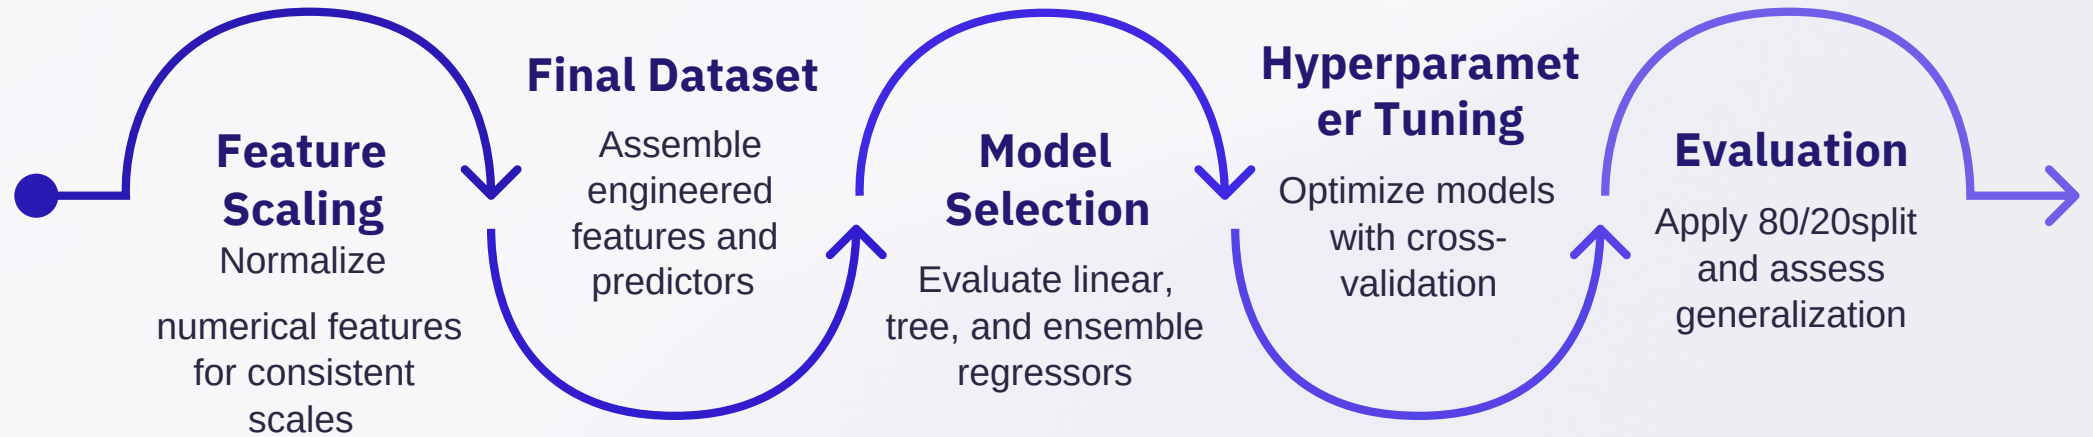 Feature
Scaling
Normalize
numerical features
for consistent
scales
Final Dataset
Assemble
engineered
features and
predictors
Model
Selection
Evaluate linear,
tree, and ensemble
regressors
Hyperparamet
er Tuning
Optimize models
with cross-
validation
Evaluation
Apply 80/20split
and assess
generalization